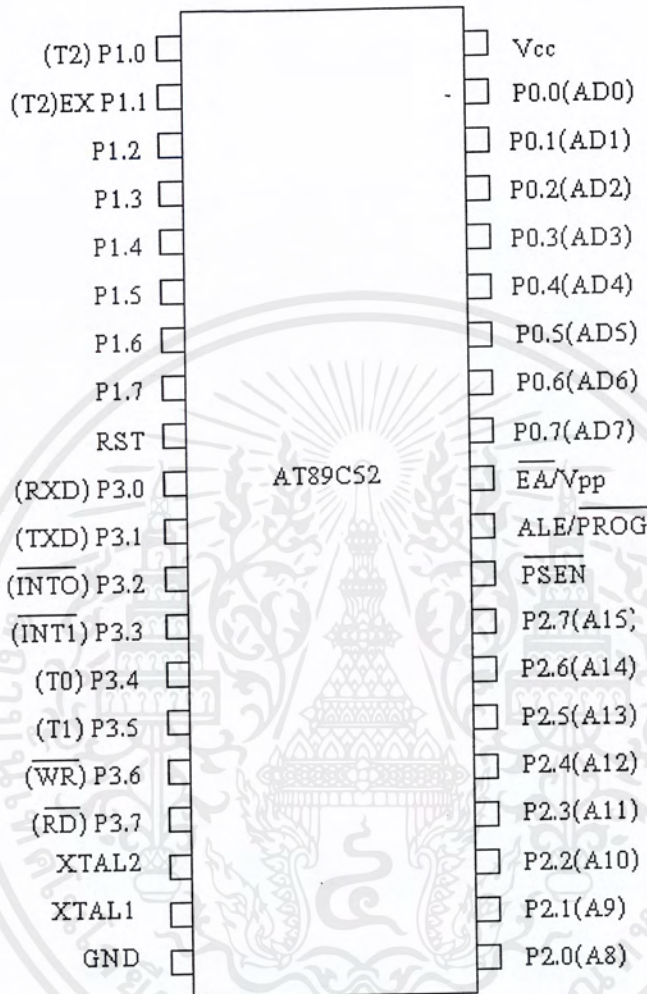 (T2) P1.0
(T2)EX P1.1
P1.2
P1.3
P1.4
P1.5
P1.6
P1.7
RST
(RXD) P3.0
(TXD) P3.1
(INTO) P3.2
(INT1) P3.3
(T0) P3.4
(T1) P3.5
(WR) P3.6
(RD) P3.7
XTAL2
XTAL1
GND
AT89C52
Vcc
P0.0(AD0)
P0.1(AD1)
P0.2(AD2)
P0.3(AD3)
P0.4(AD4)
P0.5(AD5)
P0.6(AD6)
P0.7(AD7)
EA/Vpp
ALE/PROG
PSEN
P2.7(A15)
P2.6(A14)
P2.5(A13)
P2.4(A12)
P2.3(A11)
P2.2(A10)
P2.1(A9)
P2.0(A8)